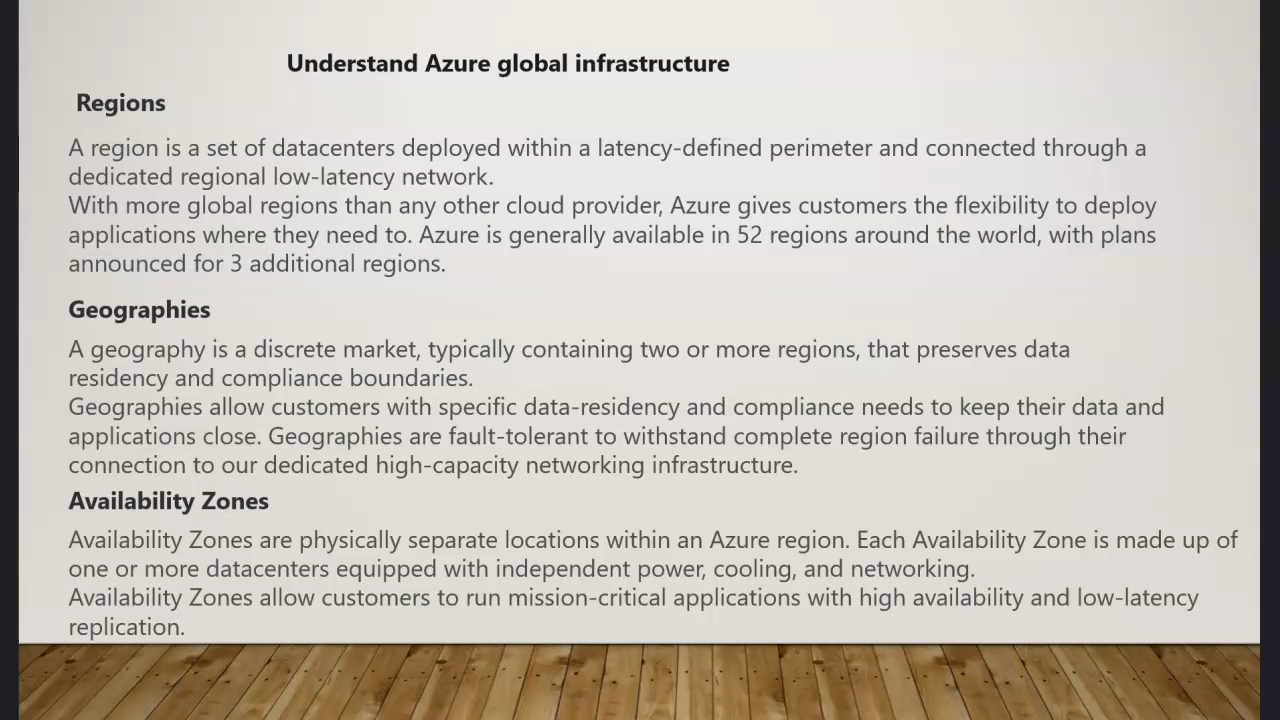 Understand Azure global infrastructure
Regions
A region is a set of datacenters deployed within a latency-defined perimeter and connected through a
dedicated regional low-latency network.
With more global regions than any other cloud provider, Azure gives customers the flexibility to deploy
applications where they need to. Azure is generally available in 52 regions around the world, with plans
announced for 3 additional regions.
Geographies
A geography is a discrete market, typically containing two or more regions, that preserves data
residency and compliance boundaries.
Geographies allow customers with specific data-residency and compliance needs to keep their data and
applications close. Geographies are fault-tolerant to withstand complete region failure through their
connection to our dedicated high-capacity networking infrastructure.
Availability Zones
Availability Zones are physically separate locations within an Azure region. Each Availability Zone is made up of
one or more datacenters equipped with independent power, cooling, and networking.
Availability Zones allow customers to run mission-critical applications with high availability and low-latency
replication.